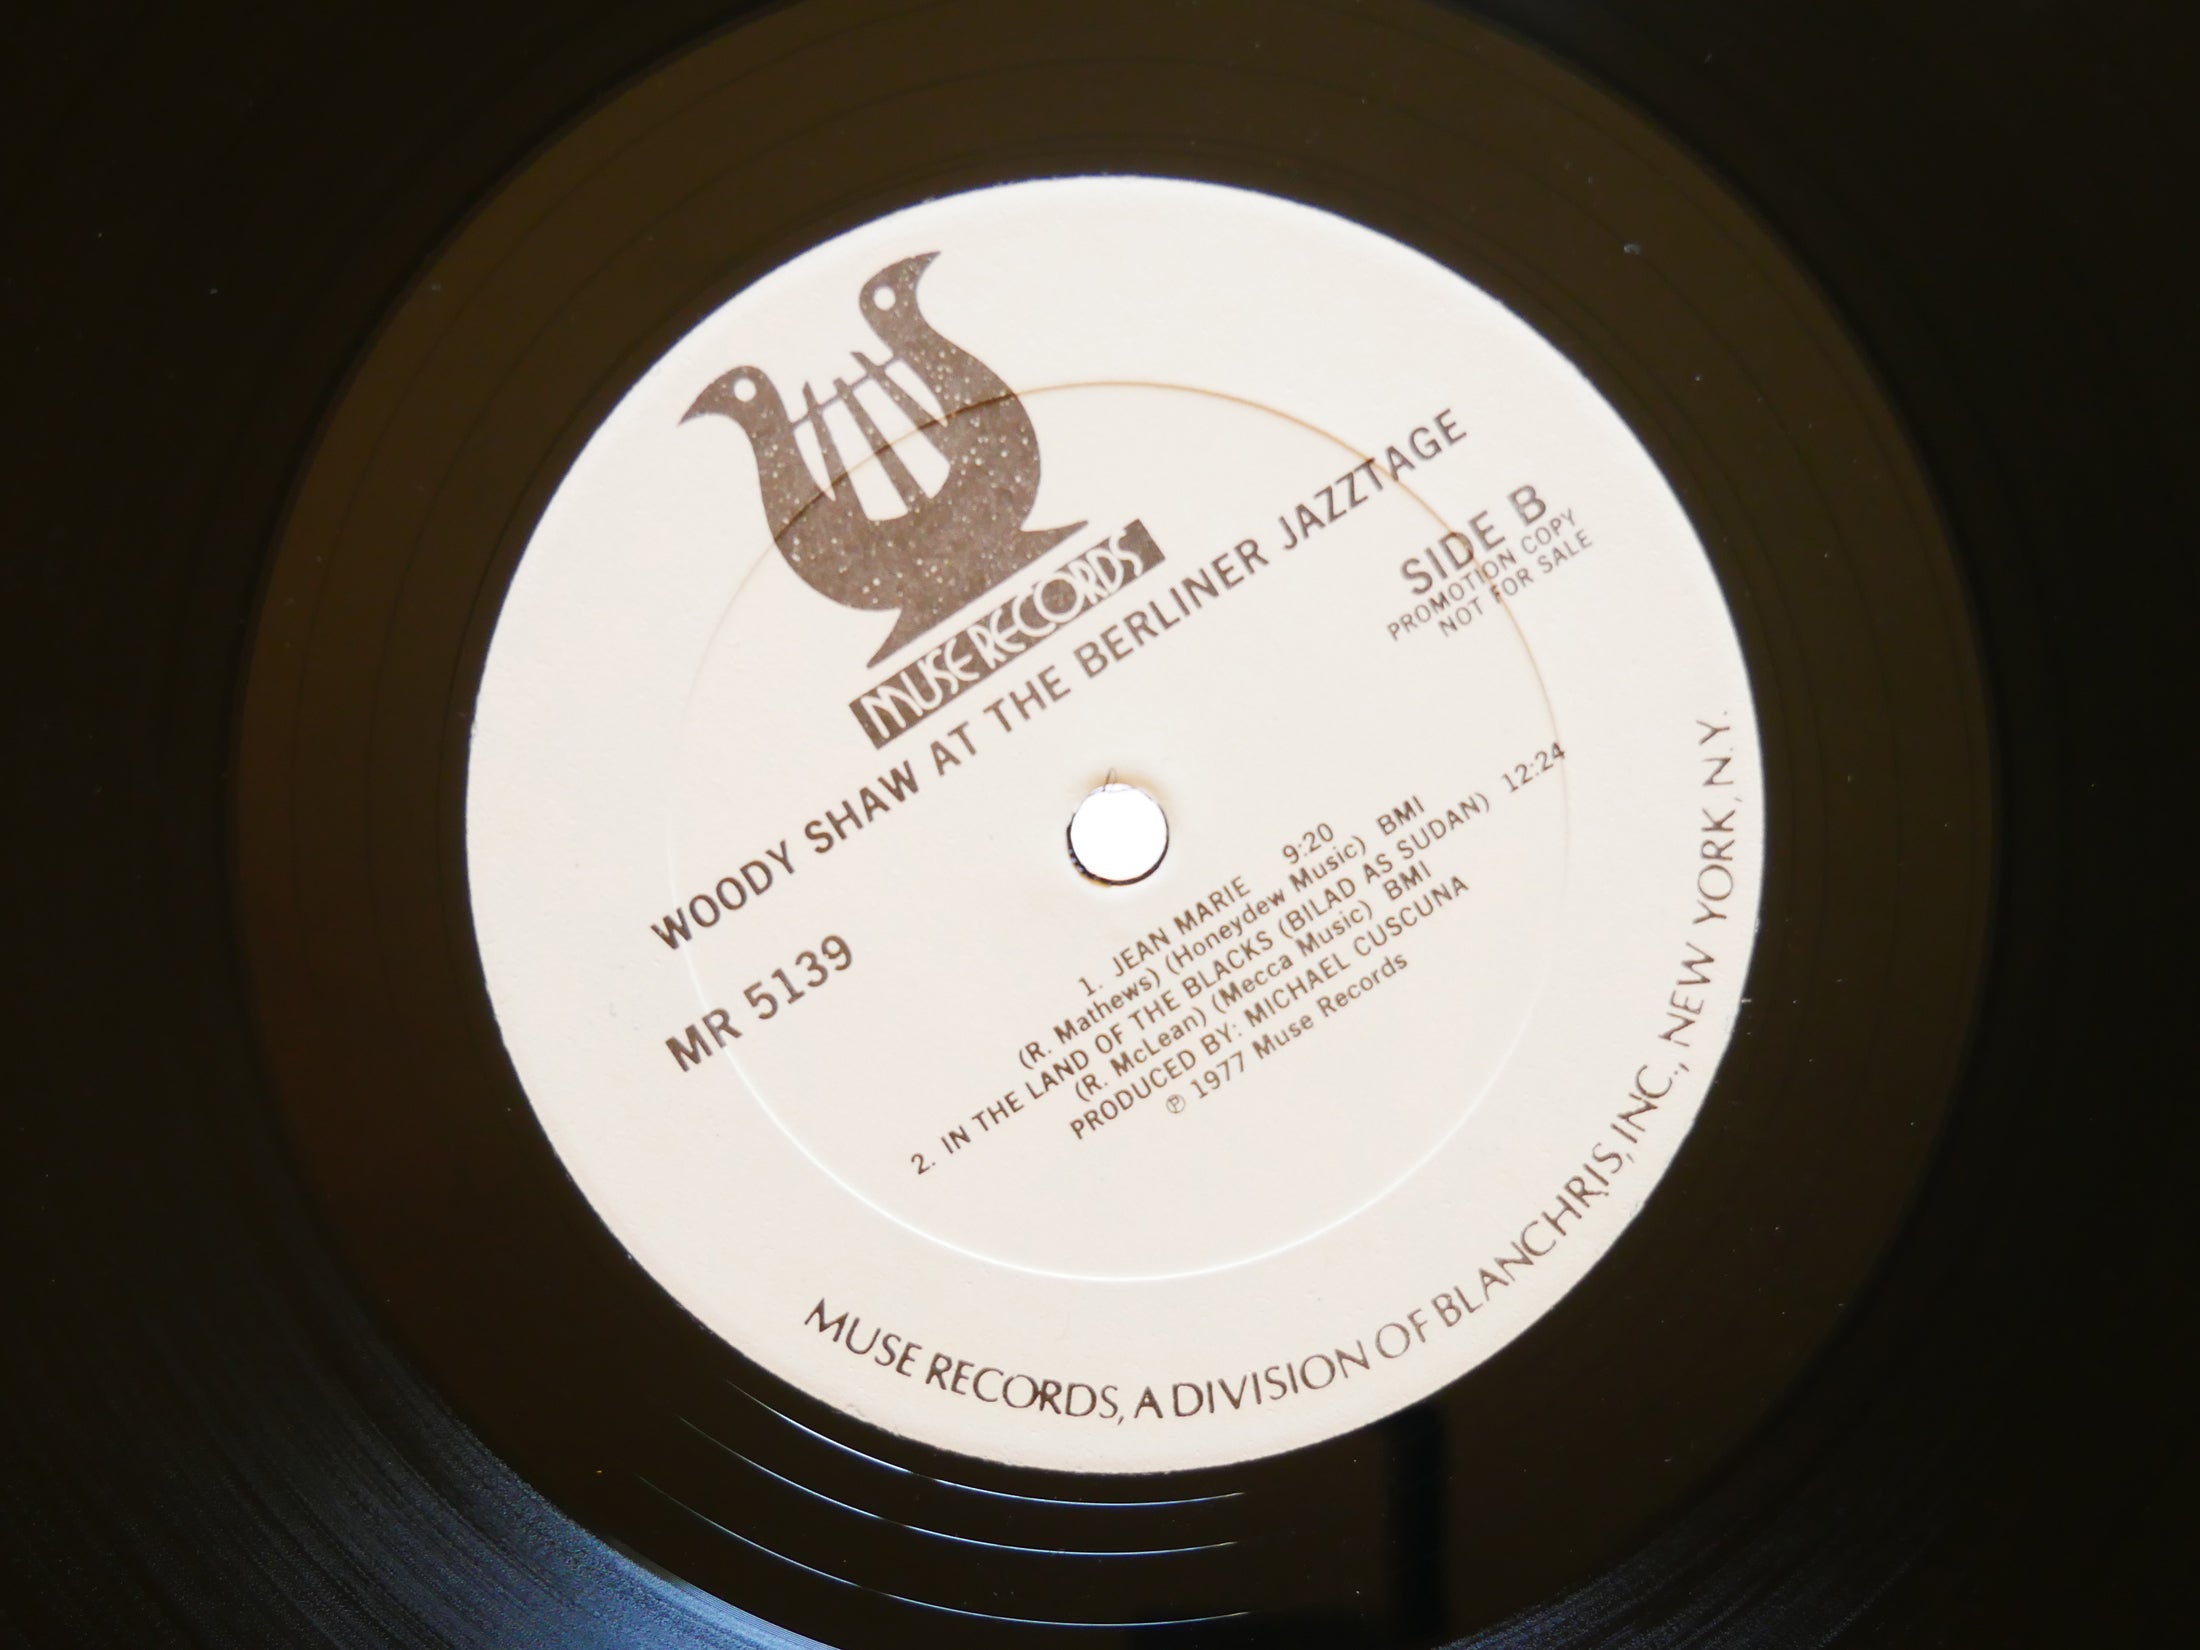 MUSE RECORDS
WOODY SHAW AT THE BERLINER JAZZTAGE
SIDE B
PROMOTION COPY
NOT FOR SALE
MR 5139
1. JEAN MARIE 9:20
(R. Mathews) (Honeydew Music) BMI
2. IN THE LAND OF THE BLACKS (BILAD AS SUDAN) 12:24
(R. McLean) (Mecca Music) BMI
PRODUCED BY: MICHAEL CUSCUNA
℗ 1977 Muse Records
MUSE RECORDS, A DIVISION OF BLANCHRIS, INC., NEW YORK, N.Y.